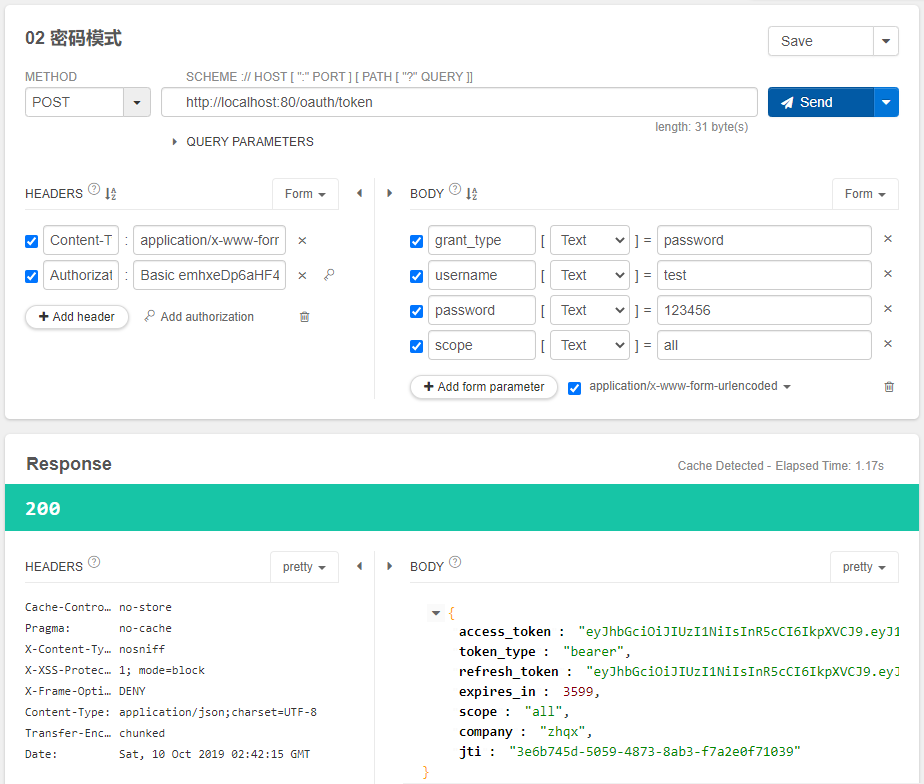 02 密码模式
Save
METHOD
SCHEME :// HOST [ ":" PORT ] [ PATH [ "?" QUERY ]]
POST
http://localhost:80/oauth/token
Send
length: 31 byte(s)
QUERY PARAMETERS
HEADERS ? Form
BODY ? Form
Content-T : application/x-www-forr ×
Authorizat : Basic emhxeDp6aHF4 ×
+ Add header Add authorization
grant_type [ Text ] = password ×
username [ Text ] = test ×
password [ Text ] = 123456 ×
scope [ Text ] = all ×
+ Add form parameter application/x-www-form-urlencoded
Response
Cache Detected - Elapsed Time: 1.17s
200
HEADERS ? pretty
BODY ? pretty
Cache-Contro… no-store
Pragma: no-cache
X-Content-Ty… nosniff
X-XSS-Protec… 1; mode=block
X-Frame-Opti… DENY
Content-Type: application/json;charset=UTF-8
Transfer-Enc… chunked
Date: Sat, 10 Oct 2019 02:42:15 GMT
{
access_token : "eyJhbGciOiJIUzI1NiIsInR5cCI6IkpXVCJ9.eyJ1
token_type : "bearer",
refresh_token : "eyJhbGciOiJIUzI1NiIsInR5cCI6IkpXVCJ9.eyJ
expires_in : 3599,
scope : "all",
company : "zhqx",
jti : "3e6b745d-5059-4873-8ab3-f7a2e0f71039"
}